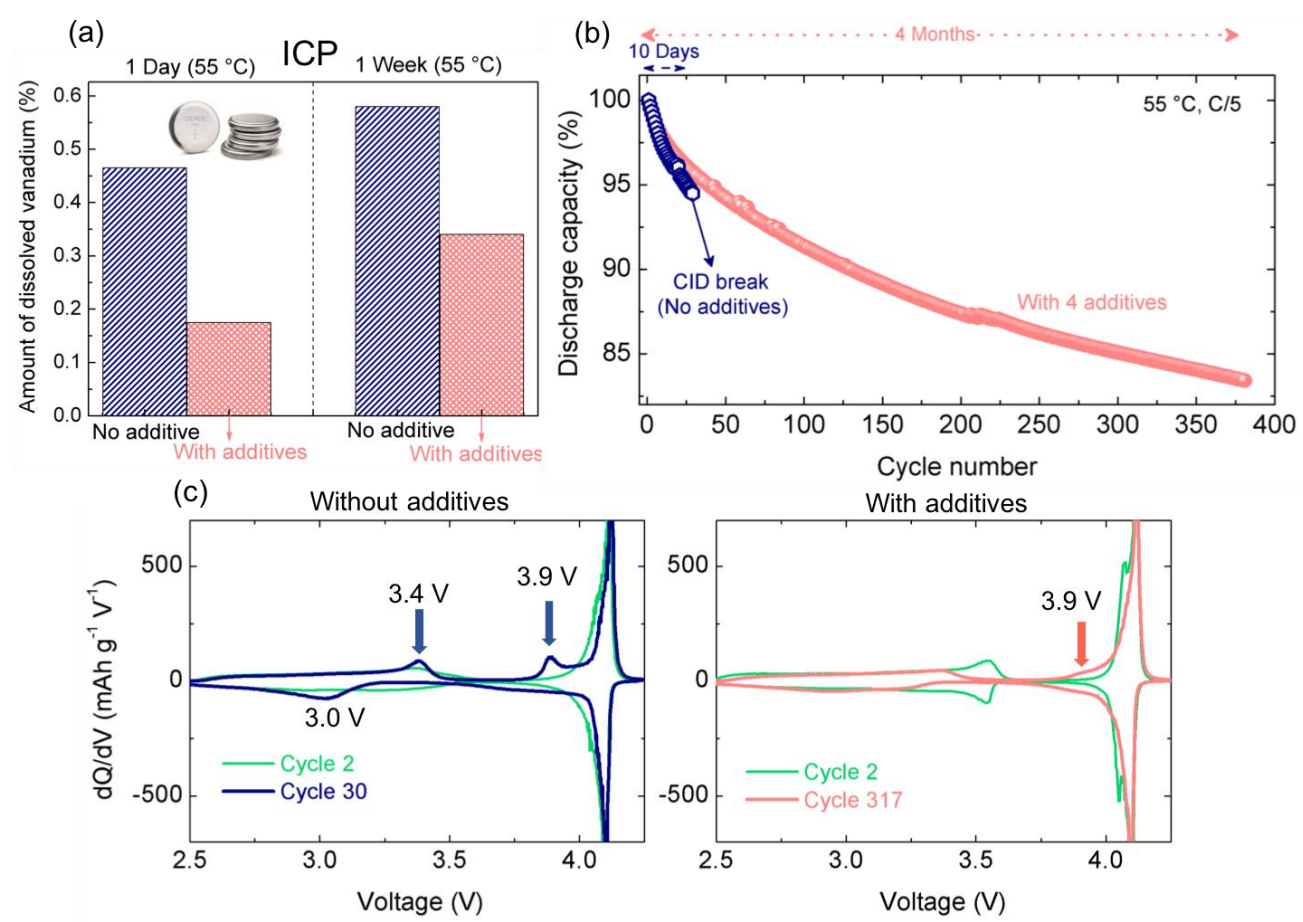 (a)
ICP
1 Day (55 °C)
1 Week (55 °C)
Amount of dissolved vanadium (%)
0.6
0.5
0.4
0.3
0.2
0.1
0.0
No additive
With additives
No additive
With additives
(b)
4 Months
10 Days
55 °C, C/5
Discharge capacity (%)
100
95
90
85
CID break
(No additives)
With 4 additives
0 50 100 150 200 250 300 350 400
Cycle number
(c)
Without additives
dQ/dV (mAh g⁻¹ V⁻¹)
500
0
-500
3.4 V
3.9 V
3.0 V
Cycle 2
Cycle 30
2.5 3.0 3.5 4.0
Voltage (V)
With additives
500
0
-500
3.9 V
Cycle 2
Cycle 317
2.5 3.0 3.5 4.0
Voltage (V)